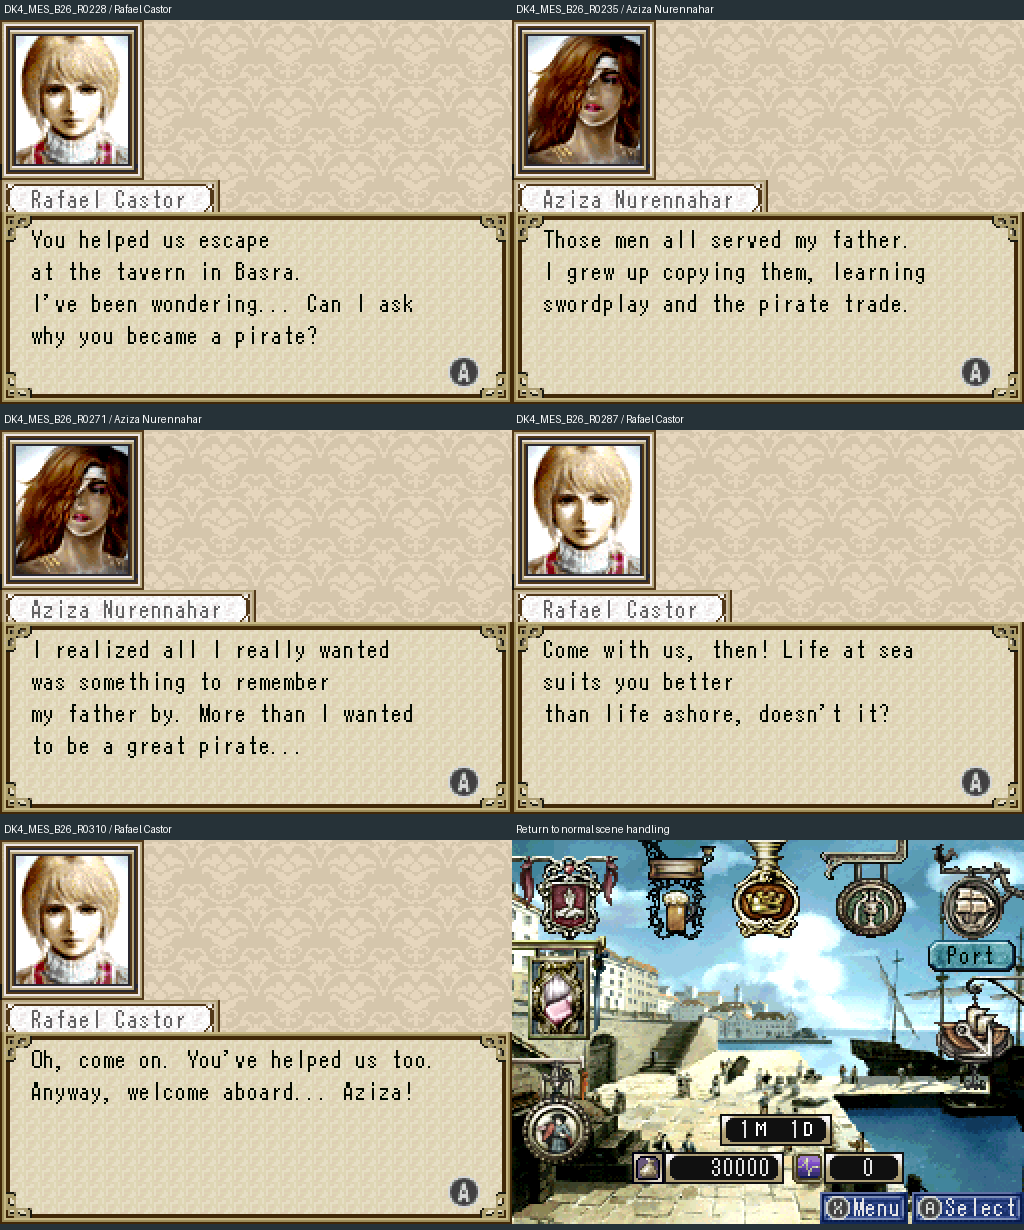 DK4_MES_B26_R0228 / Rafael Castor
Rafael Castor
You helped us escape
at the tavern in Basra.
I've been wondering... Can I ask
why you became a pirate?
A
DK4_MES_B26_R0235 / Aziza Nurennahar
Aziza Nurennahar
Those men all served my father.
I grew up copying them, learning
swordplay and the pirate trade.
A
DK4_MES_B26_R0271 / Aziza Nurennahar
Aziza Nurennahar
I realized all I really wanted
was something to remember
my father by. More than I wanted
to be a great pirate...
A
DK4_MES_B26_R0287 / Rafael Castor
Rafael Castor
Come with us, then! Life at sea
suits you better
than life ashore, doesn't it?
A
DK4_MES_B26_R0310 / Rafael Castor
Rafael Castor
Oh, come on. You've helped us too.
Anyway, welcome aboard... Aziza!
A
Return to normal scene handling
Port
1M 1D
30000
0
X Menu
A Select